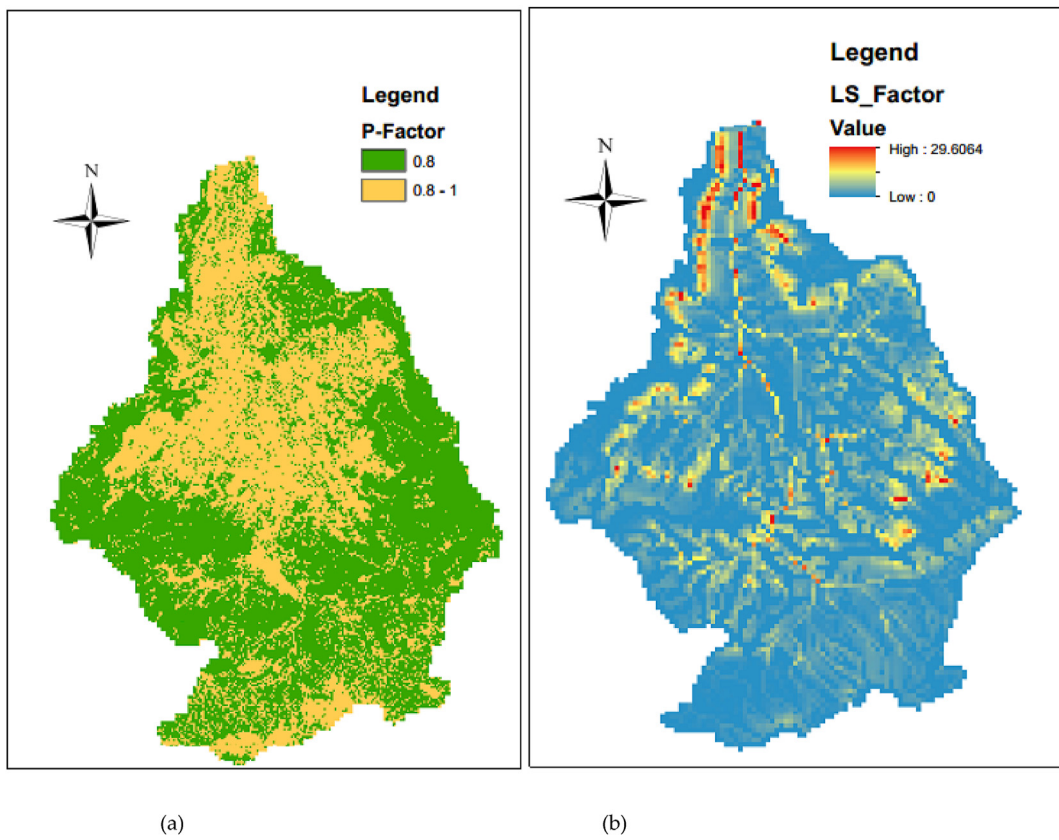 Legend
P-Factor
0.8
0.8 - 1
N
Legend
LS_Factor
Value
High : 29.6064
Low : 0
N
(a)
(b)